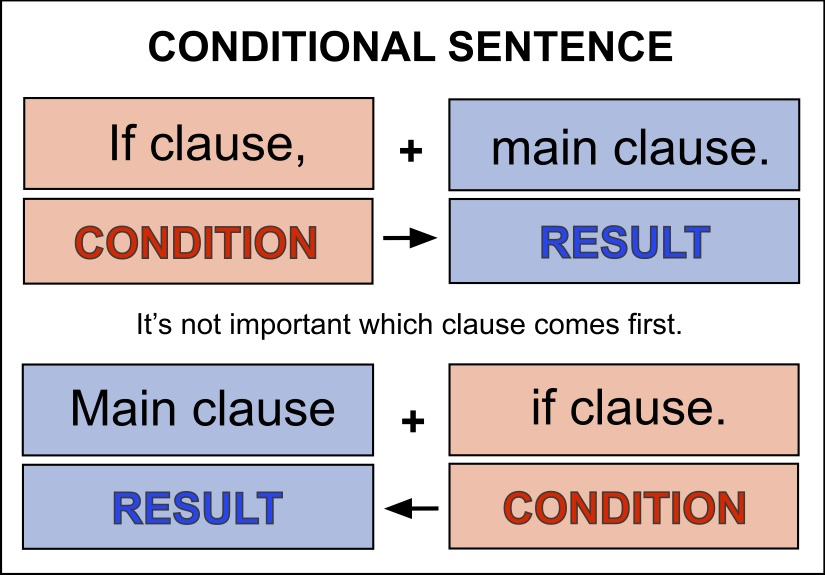 CONDITIONAL SENTENCE
If clause, + main clause.
CONDITION → RESULT
It’s not important which clause comes first.
Main clause + if clause.
RESULT ← CONDITION